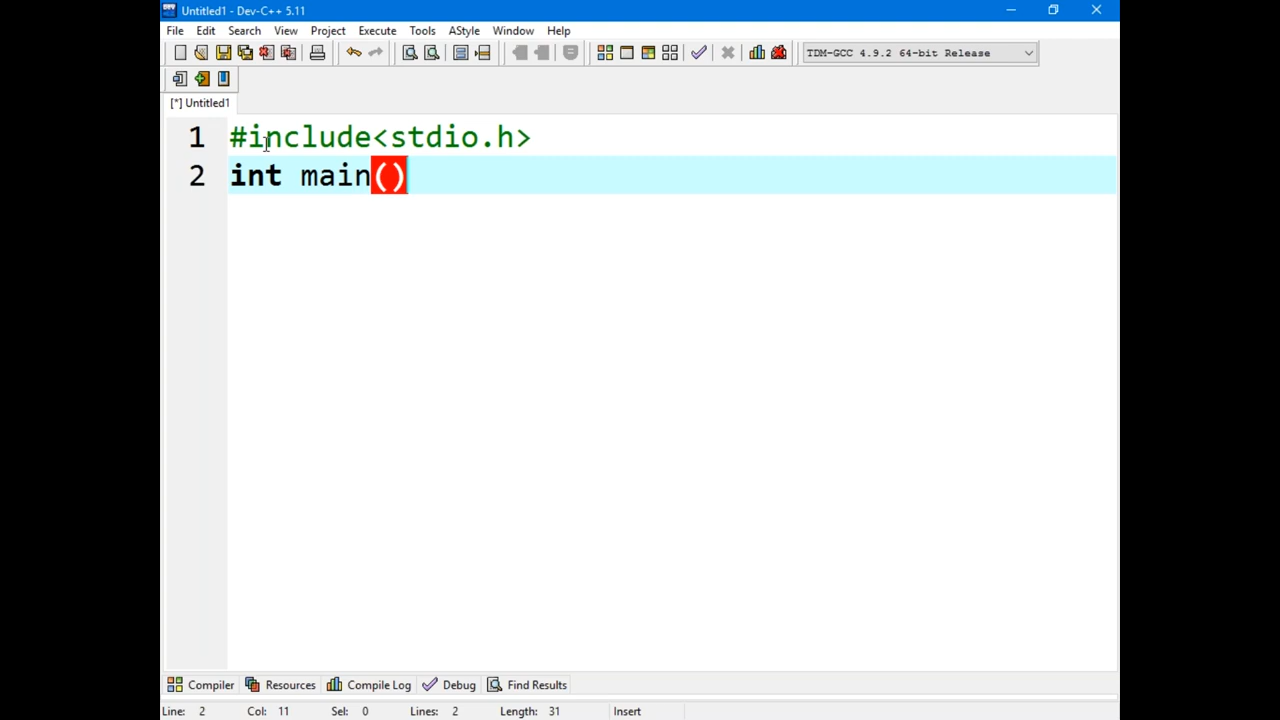 Untitled1 - Dev-C++ 5.11
File Edit Search View Project Execute Tools AStyle Window Help
TDM-GCC 4.9.2 64-bit Release
[*] Untitled1
1 #include<stdio.h>
2 int main()
Compiler Resources Compile Log Debug Find Results
Line: 2 Col: 11 Sel: 0 Lines: 2 Length: 31 Insert